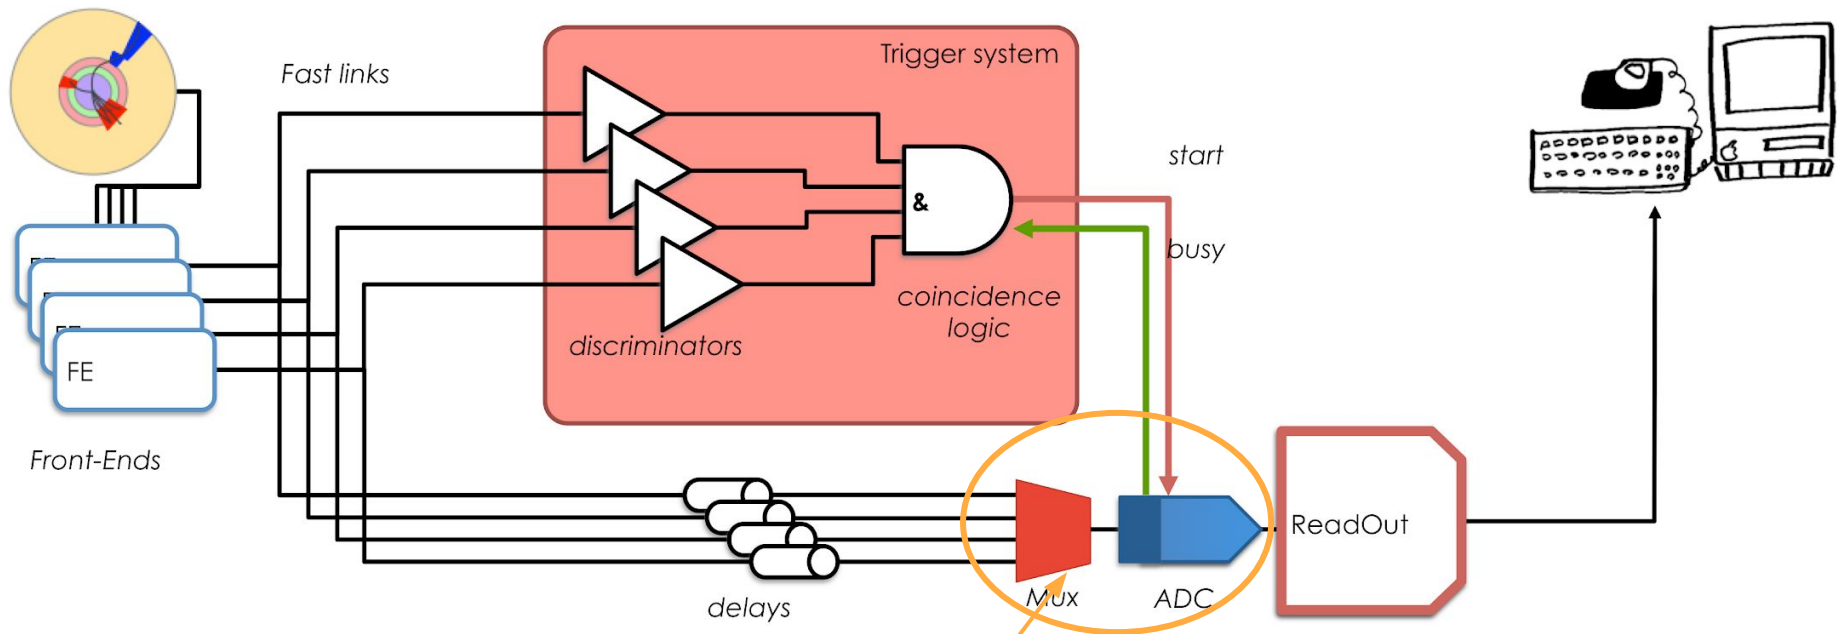 Trigger system
Fast links
start
&
busy
coincidence
logic
discriminators
FE
Front-Ends
ReadOut
Mux
ADC
delays